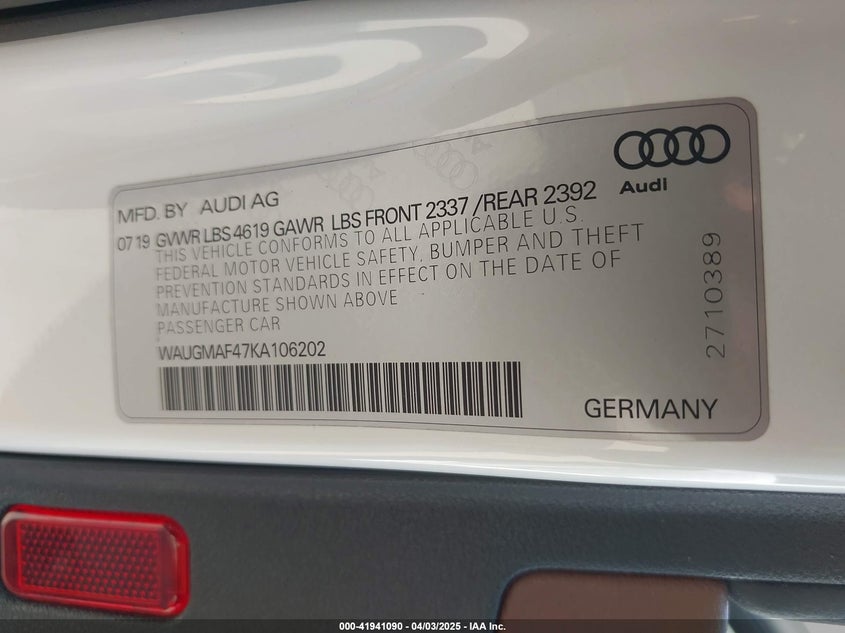 Audi
MFD. BY AUDI AG
07 19 GVWR LBS 4619 GAWR LBS FRONT 2337 /REAR 2392
THIS VEHICLE CONFORMS TO ALL APPLICABLE U.S.
FEDERAL MOTOR VEHICLE SAFETY, BUMPER AND THEFT
PREVENTION STANDARDS IN EFFECT ON THE DATE OF
MANUFACTURE SHOWN ABOVE
PASSENGER CAR
WAUGMAF47KA106202
GERMANY
2710389
000-41941090 - 04/03/2025 - IAA Inc.